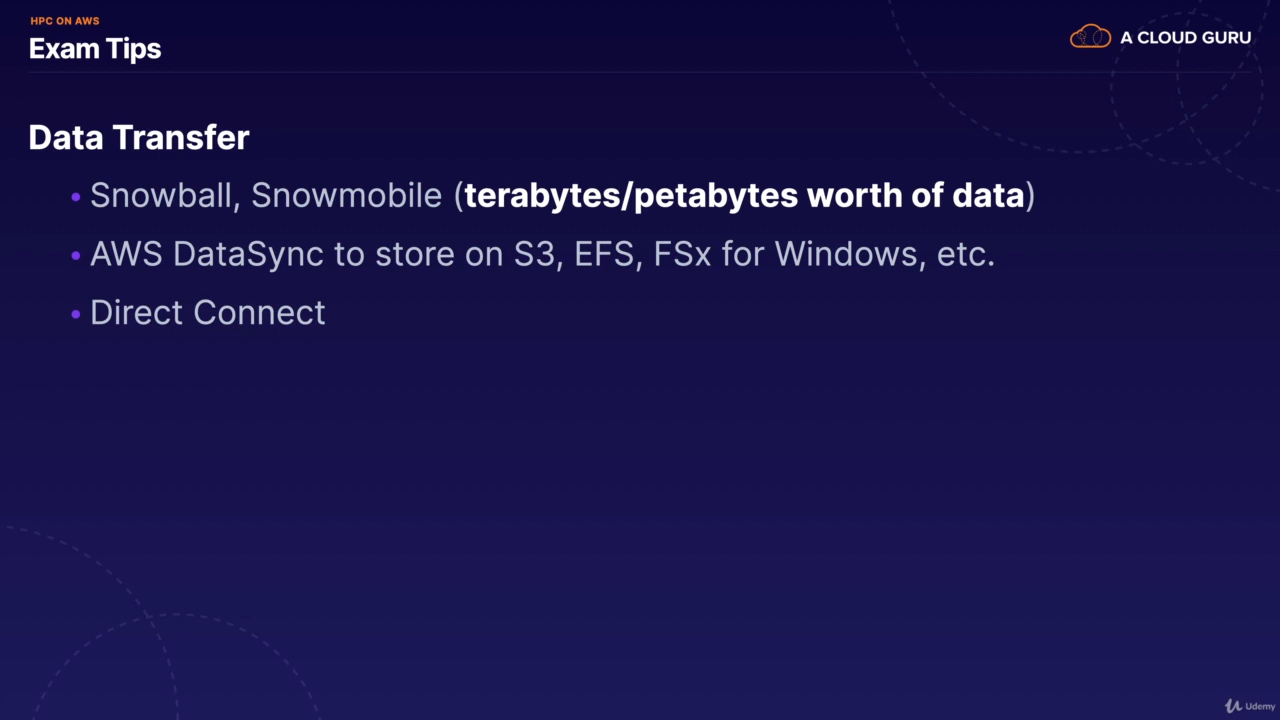 HPC ON AWS
Exam Tips
A CLOUD GURU
Data Transfer
• Snowball, Snowmobile (terabytes/petabytes worth of data)
• AWS DataSync to store on S3, EFS, FSx for Windows, etc.
• Direct Connect
Udemy